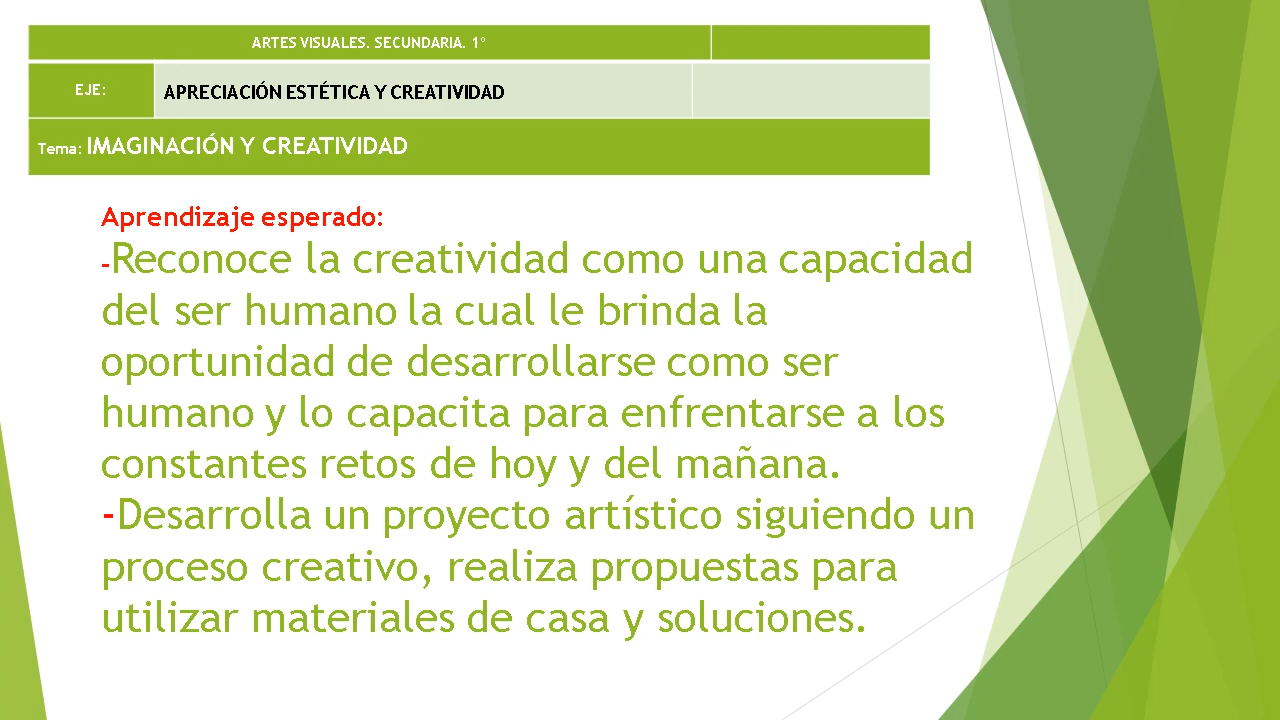 ARTES VISUALES. SECUNDARIA. 1°
EJE:
APRECIACIÓN ESTÉTICA Y CREATIVIDAD
Tema: IMAGINACIÓN Y CREATIVIDAD
Aprendizaje esperado:
-Reconoce la creatividad como una capacidad
del ser humano la cual le brinda la
oportunidad de desarrollarse como ser
humano y lo capacita para enfrentarse a los
constantes retos de hoy y del mañana.
-Desarrolla un proyecto artístico siguiendo un
proceso creativo, realiza propuestas para
utilizar materiales de casa y soluciones.